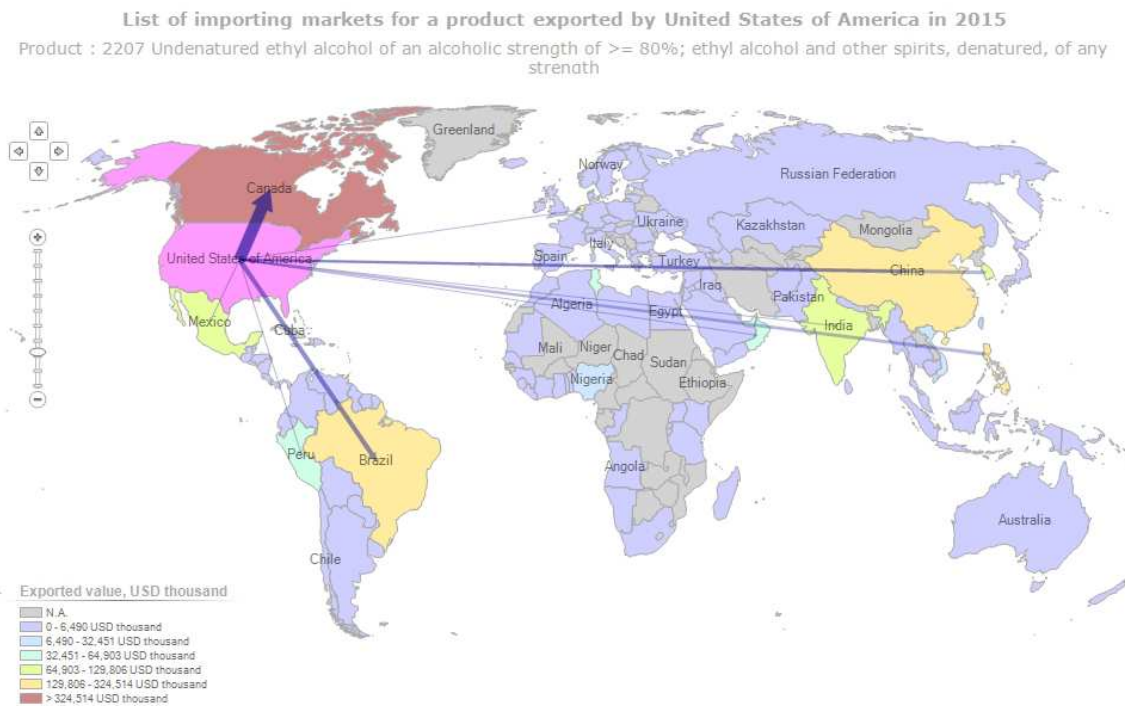 List of importing markets for a product exported by United States of America in 2015
Product : 2207 Undenatured ethyl alcohol of an alcoholic strength of >= 80%; ethyl alcohol and other spirits, denatured, of any
strength
Greenland
Norway
Russian Federation
Canada
Ukraine
Kazakhstan
Mongolia
Italy
Spain
Turkey
United States of America
China
Iraq
Pakistan
Algeria
Egypt
Mexico
Cuba
India
Mali
Niger
Chad
Sudan
Nigeria
Ethiopia
Peru
Brazil
Angola
Australia
Chile
Exported value, USD thousand
N.A.
0 - 6,490 USD thousand
6,490 - 32,451 USD thousand
32,451 - 64,903 USD thousand
64,903 - 129,806 USD thousand
129,806 - 324,514 USD thousand
> 324,514 USD thousand